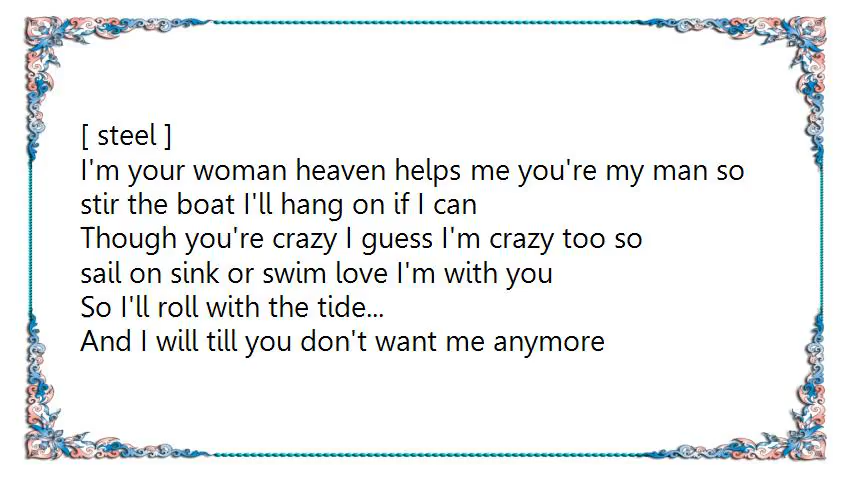 [ steel ]
I'm your woman heaven helps me you're my man so
stir the boat I'll hang on if I can
Though you're crazy I guess I'm crazy too so
sail on sink or swim love I'm with you
So I'll roll with the tide...
And I will till you don't want me anymore